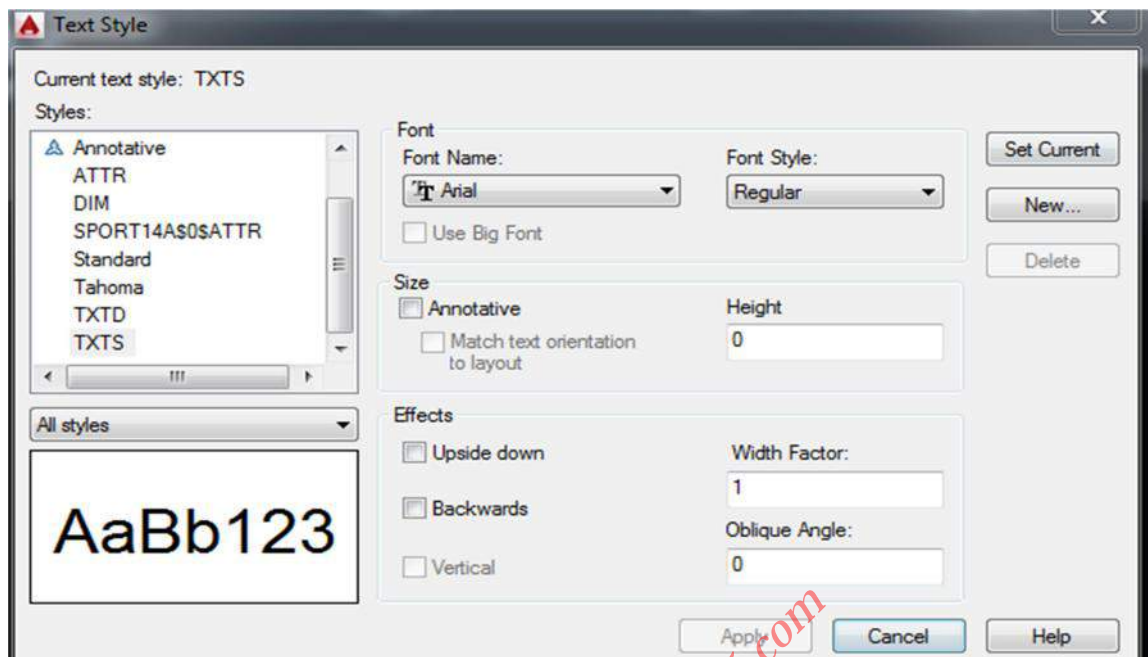 Text Style
X
Current text style: TXTS
Styles:
Annotative
ATTR
DIM
SPORT14A$0$ATTR
Standard
Tahoma
TXTD
TXTS
All styles
AaBb123
Font
Font Name:
Arial
Font Style:
Regular
Use Big Font
Size
Annotative
Match text orientation
to layout
Height
0
Effects
Upside down
Backwards
Vertical
Width Factor:
1
Oblique Angle:
0
Set Current
New...
Delete
Apply
Cancel
Help
.com